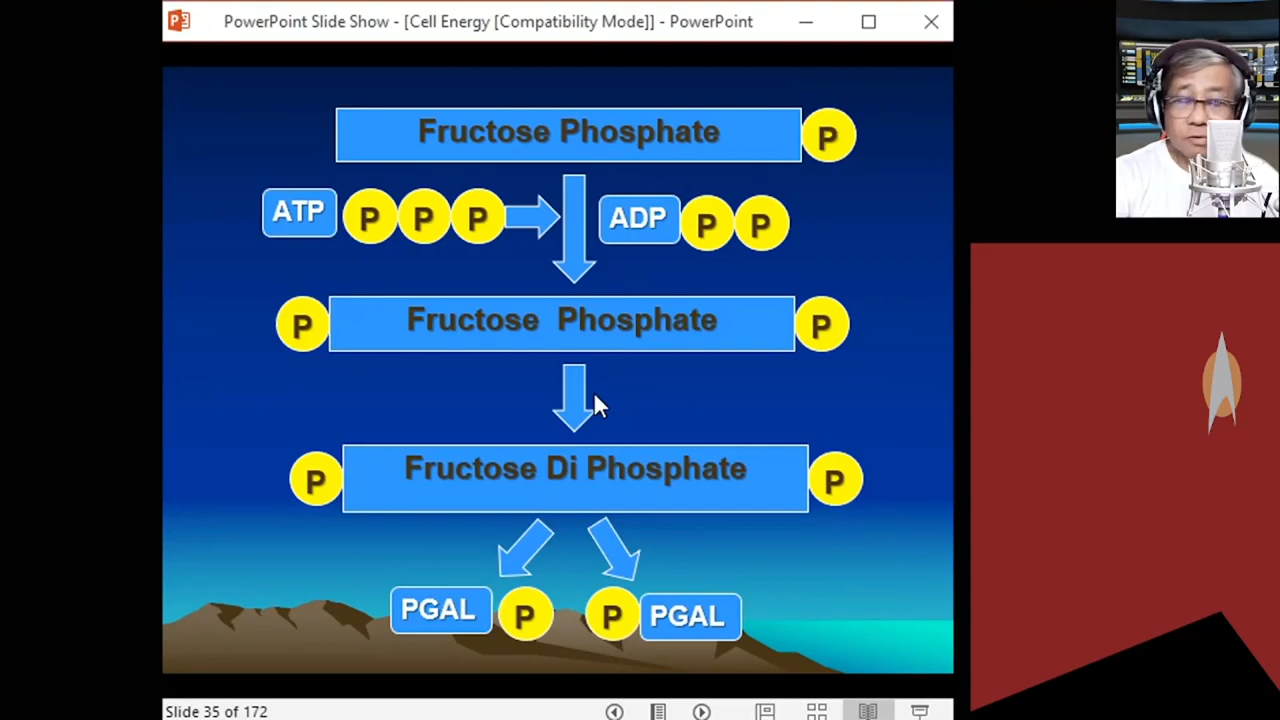 PowerPoint Slide Show - [Cell Energy [Compatibility Mode]] - PowerPoint
Fructose Phosphate P
ATP P P P ADP P P
P Fructose Phosphate P
P Fructose Di Phosphate P
PGAL P P PGAL
Slide 35 of 172